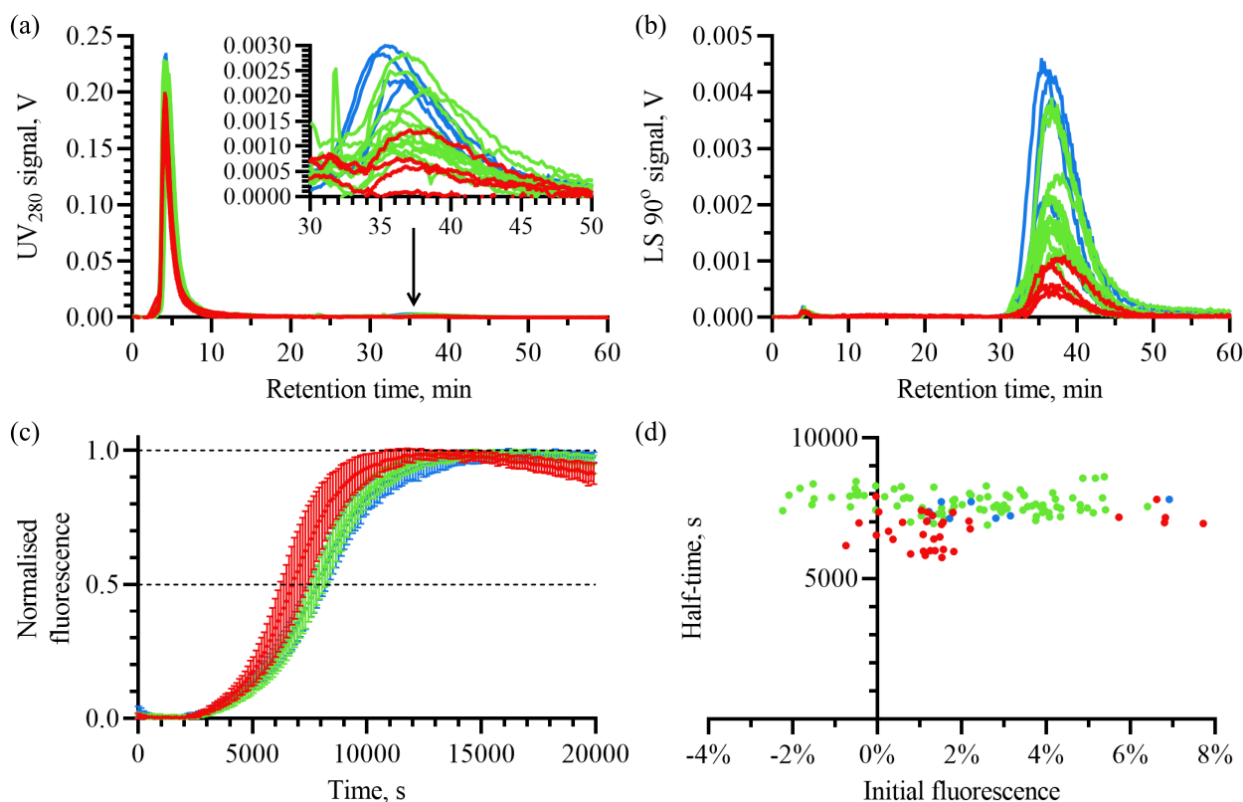 (a)
0.25
0.20
0.15
0.10
0.05
0.00
UV280 signal, V
0.0030
0.0025
0.0020
0.0015
0.0010
0.0005
0.0000
30 35 40 45 50
0 10 20 30 40 50 60
Retention time, min
(b)
0.005
0.004
0.003
0.002
0.001
0.000
LS 90° signal, V
0 10 20 30 40 50 60
Retention time, min
(c)
1.0
0.5
0.0
Normalised
fluorescence
0 5000 10000 15000 20000
Time, s
(d)
10000
5000
Half-time, s
-4% -2% 0% 2% 4% 6% 8%
Initial fluorescence